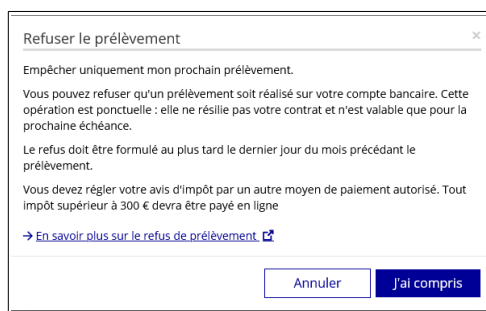 Refuser le prélèvement ×
Empêcher uniquement mon prochain prélèvement.
Vous pouvez refuser qu'un prélèvement soit réalisé sur votre compte bancaire. Cette
opération est ponctuelle : elle ne résilie pas votre contrat et n'est valable que pour la
prochaine échéance.
Le refus doit être formulé au plus tard le dernier jour du mois précédant le
prélèvement.
Vous devez régler votre avis d'impôt par un autre moyen de paiement autorisé. Tout
impôt supérieur à 300 € devra être payé en ligne
→ En savoir plus sur le refus de prélèvement
Annuler J'ai compris